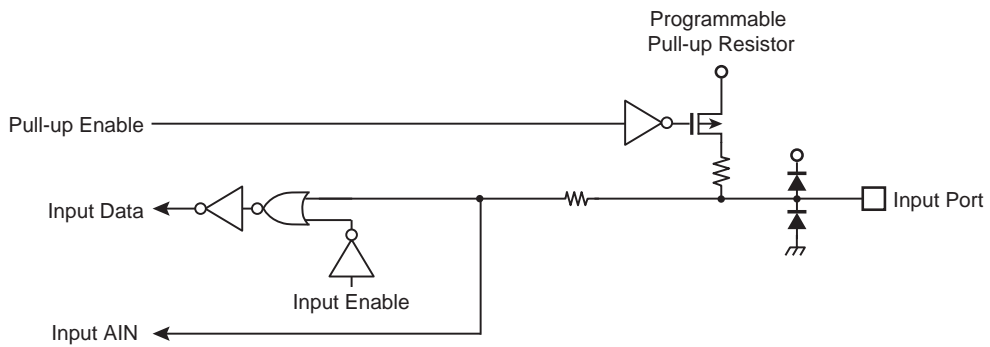 Programmable
Pull-up Resistor
Pull-up Enable
Input Data
Input Port
Input Enable
Input AIN